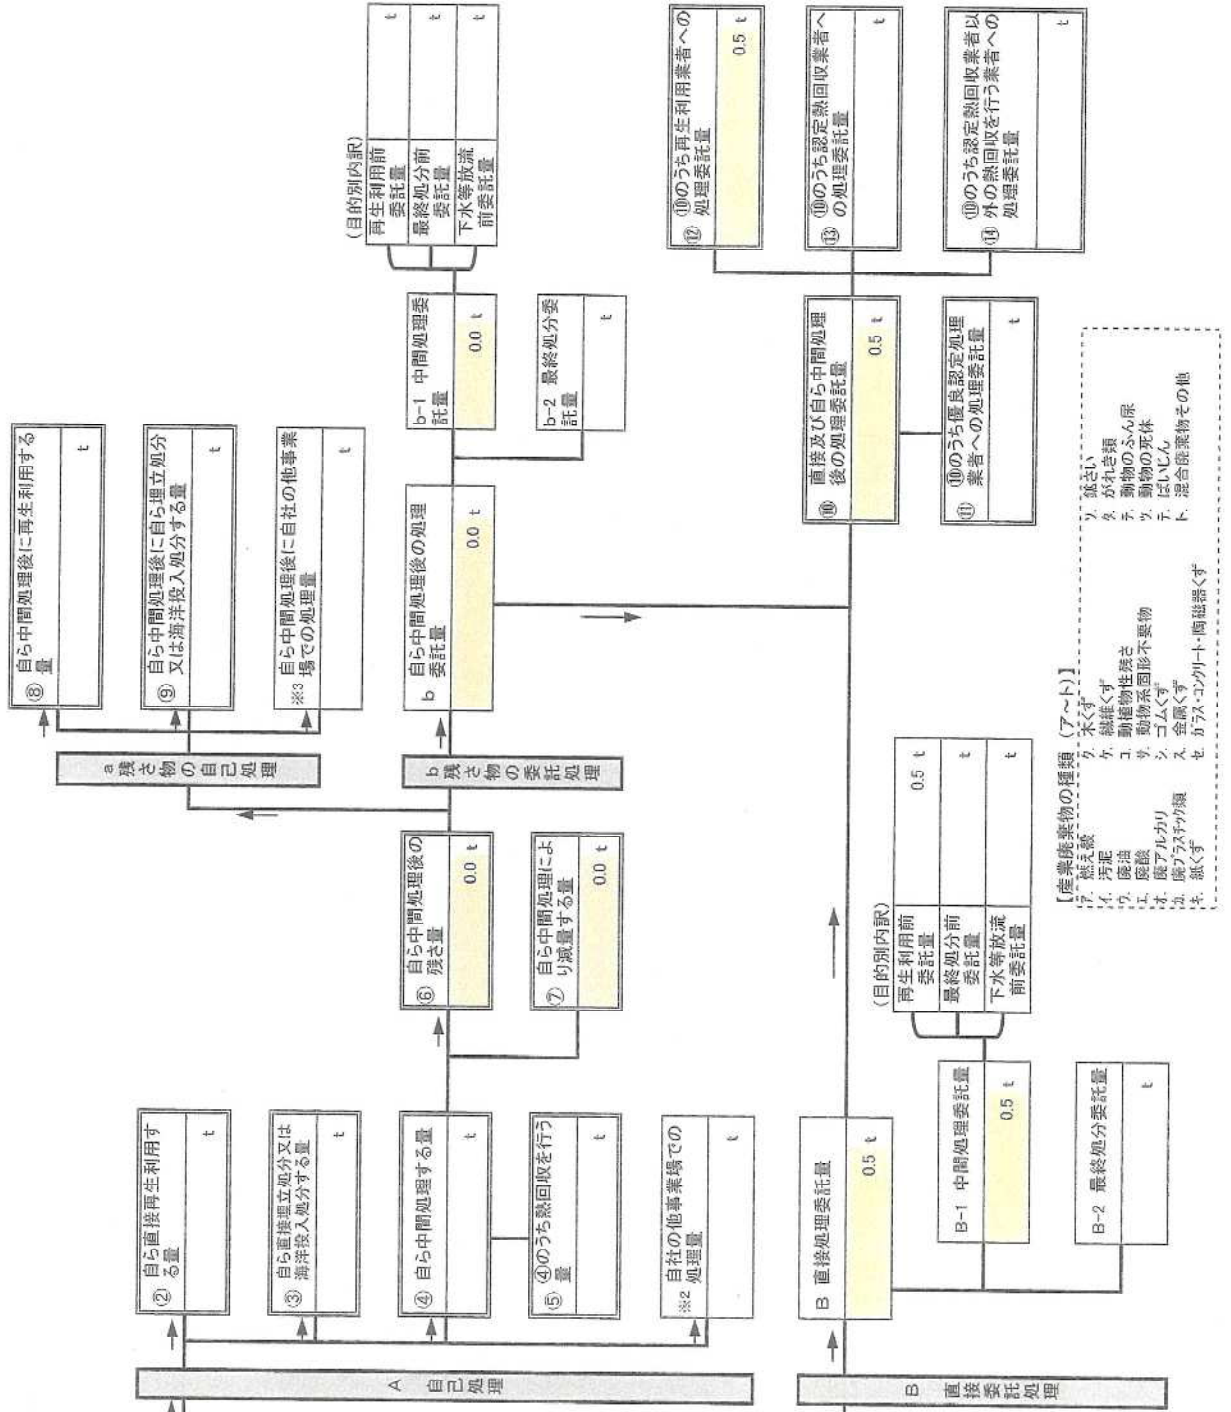 A 自己処理
② 自ら直接再生利用す
る量
t
③ 自ら直接埋立処分又は
海洋投入処分する量
t
④ 自ら中間処理する量
t
⑤ ④のうち熱回収を行う
量
t
※2 自社の他事業場での
処理量
t
⑥ 自ら中間処理後の
残さ量
0.0 t
⑦ 自ら中間処理によ
り減量する量
0.0 t
a 残さ物の自己処理
⑧ 自ら中間処理後に再生利用する
量
t
⑨ 自ら中間処理後に自ら埋立処分
又は海洋投入処分する量
t
※3 自ら中間処理後に自社の他事業
場での処理量
t
b 残さ物の委託処理
b 自ら中間処理後の処理
委託量
0.0 t
b-1 中間処理委
託量
0.0 t
b-2 最終処分委
託量
t
(目的別内訳)
再生利用前
委託量
t
最終処分前
委託量
t
下水等放流
前委託量
t
B 直接委託処理
B 直接処理委託量
0.5 t
B-1 中間処理委託量
0.5 t
B-2 最終処分委託量
t
(目的別内訳)
再生利用前
委託量
0.5 t
最終処分前
委託量
t
下水等放流
前委託量
t
⑩ 直接及び自ら中間処理
後の処理委託量
0.5 t
⑪ ⑩のうち優良認定処理
業者への処理委託量
t
⑫ ⑩のうち再生利用業者への
処理委託量
0.5 t
⑬ ⑩のうち認定熱回収業者へ
の処理委託量
t
⑭ ⑩のうち認定熱回収業者以
外の熱回収を行う業者への
処理委託量
t
【産業廃棄物の種類 (ア~ト)】
ア. 燃え殻
イ. 汚泥
ウ. 廃油
エ. 廃酸
オ. 廃アルカリ
カ. 廃プラスチック類
キ. 紙くず
ク. 木くず
ケ. 繊維くず
コ. 動植物性残さ
サ. 動物系固形不要物
シ. ゴムくず
ス. 金属くず
セ. ガラス・コンクリート・陶磁器くず
ソ. 鉱さい
タ. がれき類
チ. 動物のふん尿
ツ. 動物の死体
テ. ばいじん
ト. 混合廃棄物その他